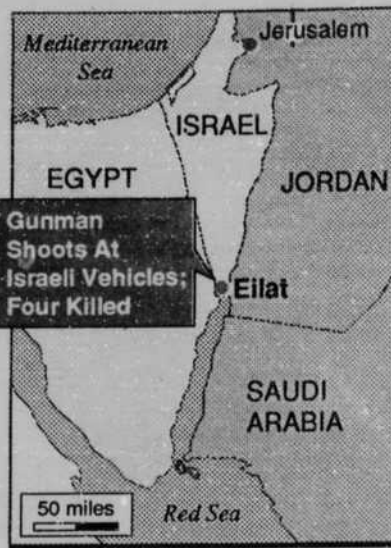 Mediterranean
Sea
Jerusalem
ISRAEL
EGYPT
JORDAN
Gunman
Shoots At
Israeli Vehicles;
Four Killed
Eilat
SAUDI
ARABIA
50 miles
Red Sea